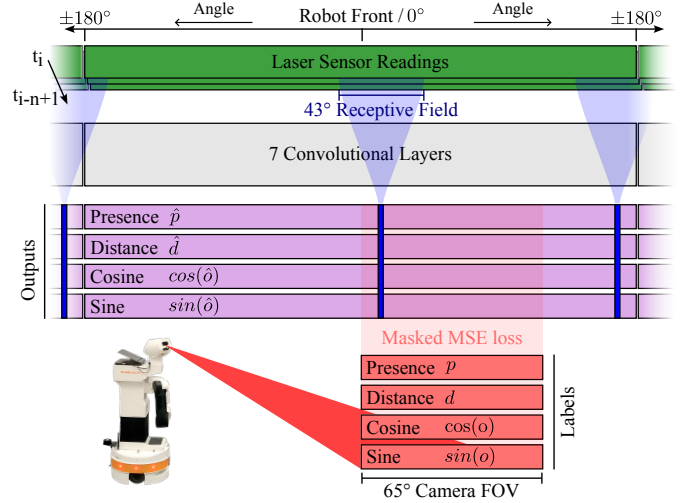 Angle Robot Front / 0° Angle
±180° ±180°
t_i
Laser Sensor Readings
t_{i-n+1}
43° Receptive Field
7 Convolutional Layers
Outputs
Presence p̂
Distance d̂
Cosine cos(ô)
Sine sin(ô)
Masked MSE loss
Presence p
Distance d
Cosine cos(o)
Sine sin(o)
Labels
65° Camera FOV